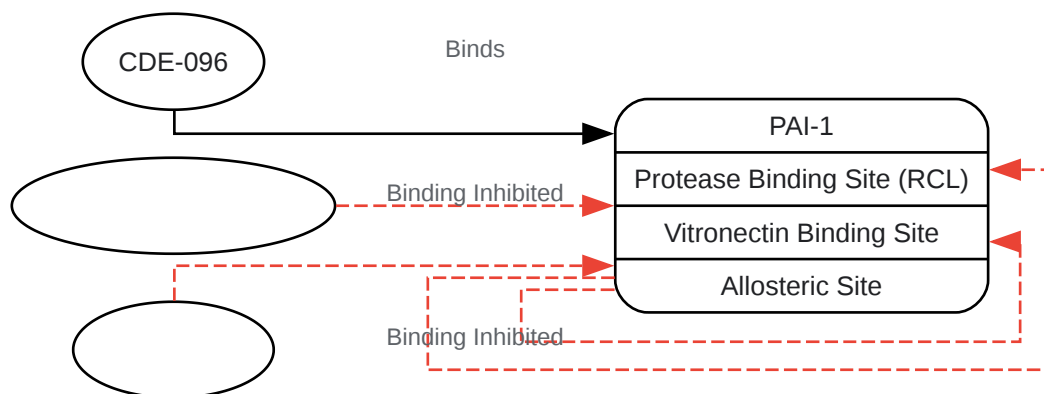 CDE-096
Binds
PAI-1
Protease Binding Site (RCL)
Binding Inhibited
Vitronectin Binding Site
Allosteric Site
Binding Inhibited